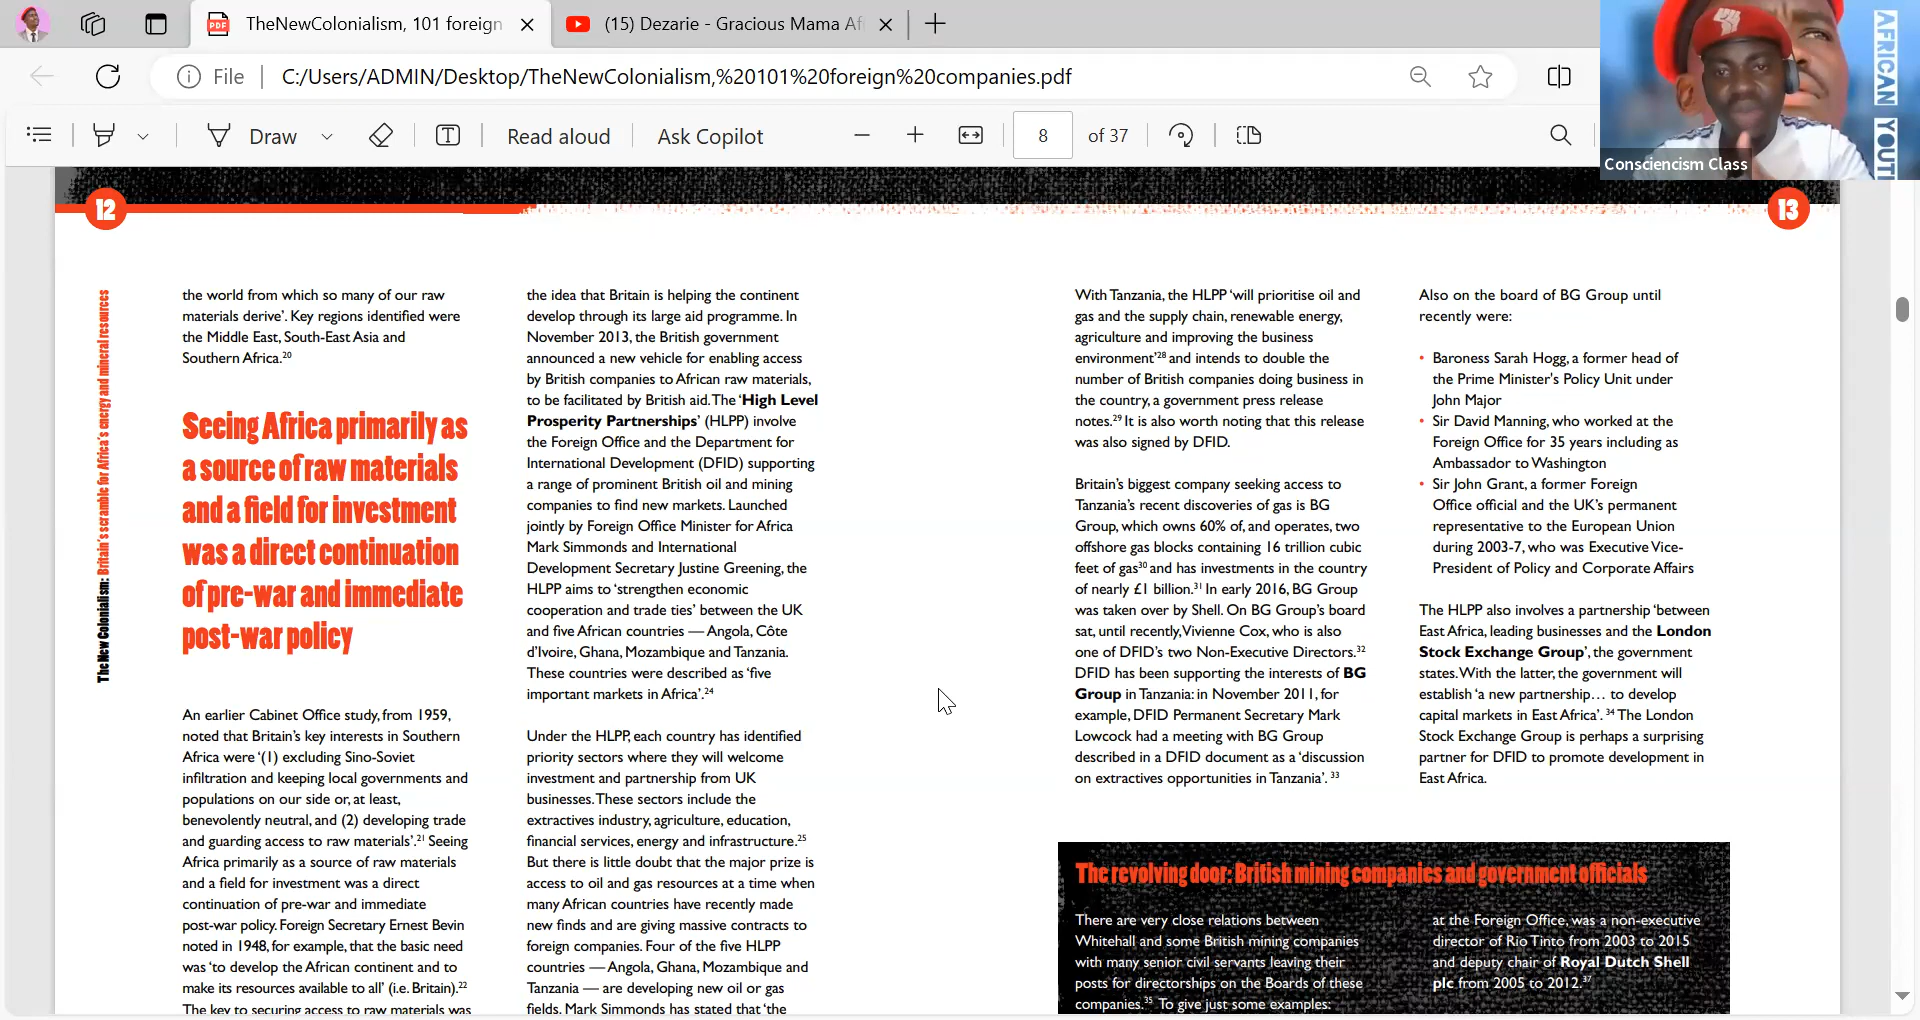 TheNewColonialism, 101 foreign
(15) Dezarie - Gracious Mama Af
File
C:/Users/ADMIN/Desktop/TheNewColonialism,%20101%20foreign%20companies.pdf
Draw
Read aloud
Ask Copilot
8
of 37
AFRICAN YOUT
Consciencism Class
12
13
The New Colonialism: Britain's scramble for Africa's energy and mineral resources
the world from which so many of our raw
materials derive'. Key regions identified were
the Middle East, South-East Asia and
Southern Africa.20
Seeing Africa primarily as
a source of raw materials
and a field for investment
was a direct continuation
of pre-war and immediate
post-war policy
An earlier Cabinet Office study, from 1959,
noted that Britain's key interests in Southern
Africa were '(1) excluding Sino-Soviet
infiltration and keeping local governments and
populations on our side or, at least,
benevolently neutral, and (2) developing trade
and guarding access to raw materials'.21 Seeing
Africa primarily as a source of raw materials
and a field for investment was a direct
continuation of pre-war and immediate
post-war policy. Foreign Secretary Ernest Bevin
noted in 1948, for example, that the basic need
was 'to develop the African continent and to
make its resources available to all' (i.e. Britain).22
The key to securing access to raw materials was
the idea that Britain is helping the continent
develop through its large aid programme. In
November 2013, the British government
announced a new vehicle for enabling access
by British companies to African raw materials,
to be facilitated by British aid. The 'High Level
Prosperity Partnerships' (HLPP) involve
the Foreign Office and the Department for
International Development (DFID) supporting
a range of prominent British oil and mining
companies to find new markets. Launched
jointly by Foreign Office Minister for Africa
Mark Simmonds and International
Development Secretary Justine Greening, the
HLPP aims to 'strengthen economic
cooperation and trade ties' between the UK
and five African countries — Angola, Côte
d'Ivoire, Ghana, Mozambique and Tanzania.
These countries were described as 'five
important markets in Africa'.24
Under the HLPP, each country has identified
priority sectors where they will welcome
investment and partnership from UK
businesses. These sectors include the
extractives industry, agriculture, education,
financial services, energy and infrastructure.25
But there is little doubt that the major prize is
access to oil and gas resources at a time when
many African countries have recently made
new finds and are giving massive contracts to
foreign companies. Four of the five HLPP
countries — Angola, Ghana, Mozambique and
Tanzania — are developing new oil or gas
fields. Mark Simmonds has stated that 'the
With Tanzania, the HLPP 'will prioritise oil and
gas and the supply chain, renewable energy,
agriculture and improving the business
environment'28 and intends to double the
number of British companies doing business in
the country, a government press release
notes.29 It is also worth noting that this release
was also signed by DFID.
Britain's biggest company seeking access to
Tanzania's recent discoveries of gas is BG
Group, which owns 60% of, and operates, two
offshore gas blocks containing 16 trillion cubic
feet of gas30 and has investments in the country
of nearly £1 billion.31 In early 2016, BG Group
was taken over by Shell. On BG Group's board
sat, until recently, Vivienne Cox, who is also
one of DFID's two Non-Executive Directors.32
DFID has been supporting the interests of BG
Group in Tanzania: in November 2011, for
example, DFID Permanent Secretary Mark
Lowcock had a meeting with BG Group
described in a DFID document as a 'discussion
on extractives opportunities in Tanzania'. 33
Also on the board of BG Group until
recently were:
• Baroness Sarah Hogg, a former head of
the Prime Minister's Policy Unit under
John Major
• Sir David Manning, who worked at the
Foreign Office for 35 years including as
Ambassador to Washington
• Sir John Grant, a former Foreign
Office official and the UK's permanent
representative to the European Union
during 2003-7, who was Executive Vice-
President of Policy and Corporate Affairs
The HLPP also involves a partnership 'between
East Africa, leading businesses and the London
Stock Exchange Group', the government
states. With the latter, the government will
establish 'a new partnership… to develop
capital markets in East Africa'. 34 The London
Stock Exchange Group is perhaps a surprising
partner for DFID to promote development in
East Africa.
The revolving door: British mining companies and government officials
There are very close relations between
Whitehall and some British mining companies
with many senior civil servants leaving their
posts for directorships on the Boards of these
companies.35 To give just some examples:
at the Foreign Office, was a non-executive
director of Rio Tinto from 2003 to 2015
and deputy chair of Royal Dutch Shell
plc from 2005 to 2012.37